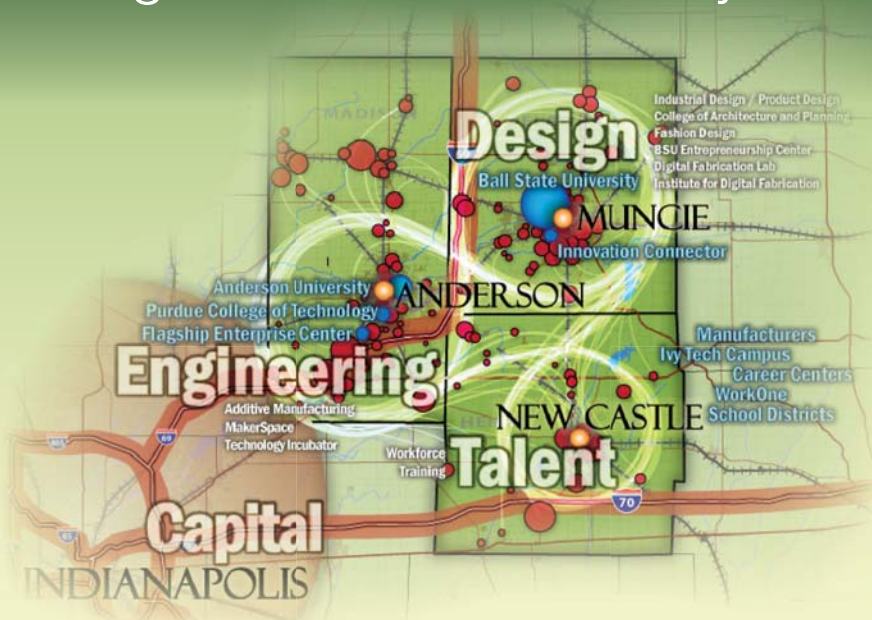 MADIS
Design
Industrial Design / Product Design
College of Architecture and Planning
Fashion Design
BSU Entrepreneurship Center
Digital Fabrication Lab
Institute for Digital Fabrication
Ball State University
MUNCIE
Innovation Connector
Anderson University
ANDERSON
Purdue College of Technology
Flagship Enterprise Center
Engineering
Additive Manufacturing
MakerSpace
Technology Incubator
Manufacturers
Ivy Tech Campus
Career Centers
WorkOne
School Districts
NEW CASTLE
Workforce
Training
Talent
69
70
Capital
INDIANAPOLIS